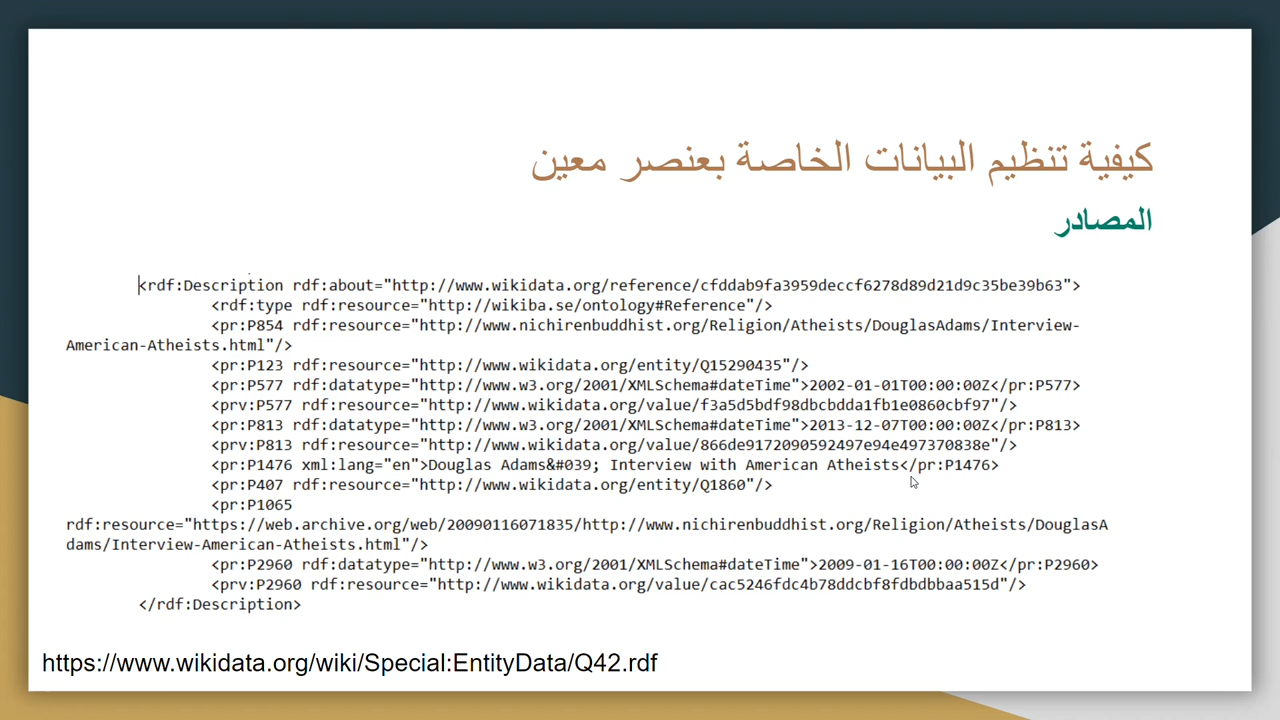 كيفية تنظيم البيانات الخاصة بعنصر معين
المصادر
<rdf:Description rdf:about="http://www.wikidata.org/reference/cfddab9fa3959deccf6278d89d21d9c35be39b63">
<rdf:type rdf:resource="http://wikiba.se/ontology#Reference"/>
<pr:P854 rdf:resource="http://www.nichirenbuddhist.org/Religion/Atheists/DouglasAdams/Interview-
American-Atheists.html"/>
<pr:P123 rdf:resource="http://www.wikidata.org/entity/Q15290435"/>
<pr:P577 rdf:datatype="http://www.w3.org/2001/XMLSchema#dateTime">2002-01-01T00:00:00Z</pr:P577>
<prv:P577 rdf:resource="http://www.wikidata.org/value/f3a5d5bdf98dbcbdda1fb1e0860cbf97"/>
<pr:P813 rdf:datatype="http://www.w3.org/2001/XMLSchema#dateTime">2013-12-07T00:00:00Z</pr:P813>
<prv:P813 rdf:resource="http://www.wikidata.org/value/866de9172090592497e94e497370838e"/>
<pr:P1476 xml:lang="en">Douglas Adams&#039; Interview with American Atheists</pr:P1476>
<pr:P407 rdf:resource="http://www.wikidata.org/entity/Q1860"/>
<pr:P1065
rdf:resource="https://web.archive.org/web/20090116071835/http://www.nichirenbuddhist.org/Religion/Atheists/DouglasA
dams/Interview-American-Atheists.html"/>
<pr:P2960 rdf:datatype="http://www.w3.org/2001/XMLSchema#dateTime">2009-01-16T00:00:00Z</pr:P2960>
<prv:P2960 rdf:resource="http://www.wikidata.org/value/cac5246fdc4b78ddcbf8fdbdbbaa515d"/>
</rdf:Description>
https://www.wikidata.org/wiki/Special:EntityData/Q42.rdf